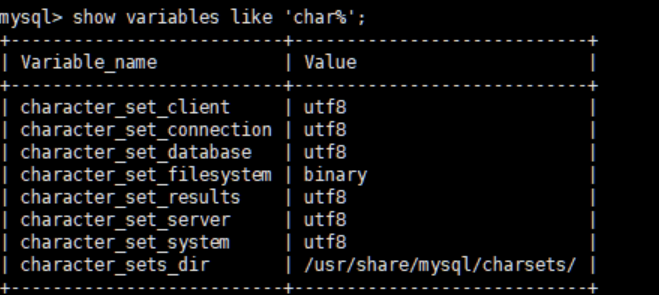 mysql> show variables like 'char%';
+--------------------------+----------------------------+
| Variable_name            | Value                      |
+--------------------------+----------------------------+
| character_set_client     | utf8                       |
| character_set_connection | utf8                       |
| character_set_database   | utf8                       |
| character_set_filesystem | binary                     |
| character_set_results    | utf8                       |
| character_set_server     | utf8                       |
| character_set_system     | utf8                       |
| character_sets_dir       | /usr/share/mysql/charsets/ |
+--------------------------+----------------------------+